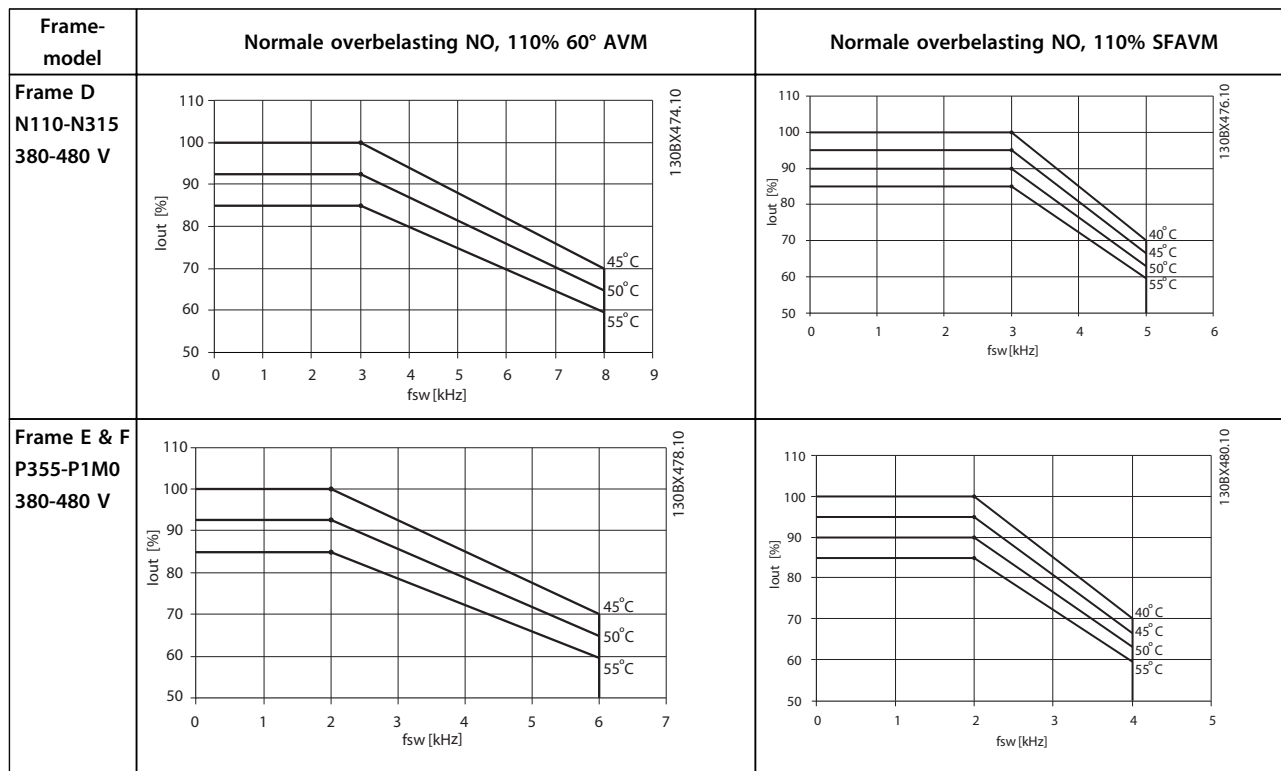 Frame-
model
Normale overbelasting NO, 110% 60° AVM
Normale overbelasting NO, 110% SFAVM
Frame D
N110-N315
380-480 V
110
100
90
80
70
60
50
Iout [%]
0 1 2 3 4 5 6 7 8 9
fsw [kHz]
45°C
50°C
55°C
130BX474.10
110
100
90
80
70
60
50
Iout [%]
0 1 2 3 4 5 6
fsw [kHz]
40°C
45°C
50°C
55°C
130BX476.10
Frame E & F
P355-P1M0
380-480 V
110
100
90
80
70
60
50
Iout [%]
0 1 2 3 4 5 6 7
fsw [kHz]
45°C
50°C
55°C
130BX478.10
110
100
90
80
70
60
50
Iout [%]
0 1 2 3 4 5
fsw [kHz]
40°C
45°C
50°C
55°C
130BX480.10